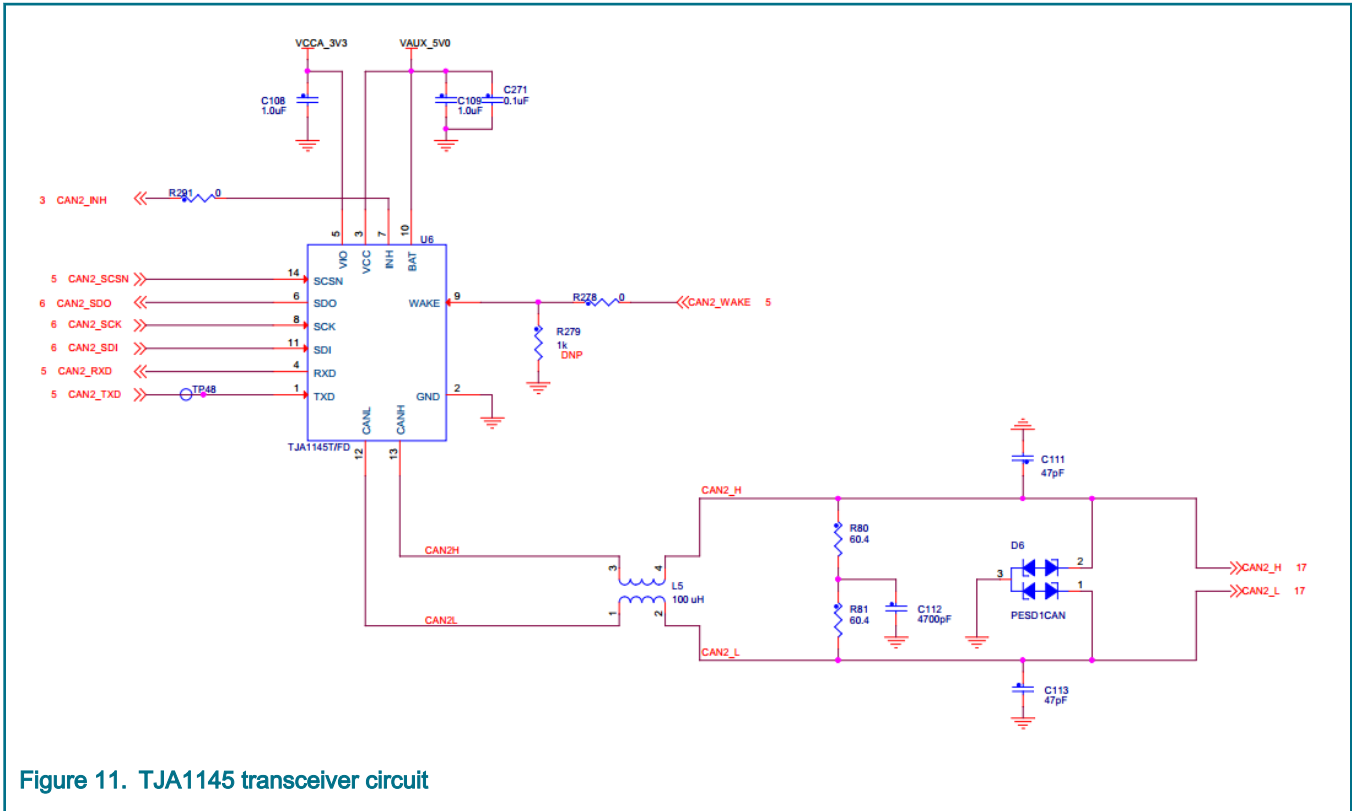 VCCA_3V3
VAUX_5V0
C108
1.0uF
C109
1.0uF
C271
0.1uF
3 CAN2_INH
R291 0
5
3
7
10
U6
VIO
VCC
INH
BAT
5 CAN2_SCSN
14
SCSN
6 CAN2_SDO
6
SDO
WAKE
9
R278 0
CAN2_WAKE 5
6 CAN2_SCK
8
SCK
R279
1k
DNP
6 CAN2_SDI
11
SDI
5 CAN2_RXD
4
RXD
5 CAN2_TXD
TP48
1
TXD
GND
2
CANL
CANH
TJA1145T/FD
12
13
C111
47pF
CAN2_H
R80
60.4
CAN2H
3
4
L5
100 uH
1
2
CAN2L
D6
3
2
1
PESD1CAN
CAN2_H 17
CAN2_L 17
R81
60.4
C112
4700pF
CAN2_L
C113
47pF
Figure 11. TJA1145 transceiver circuit